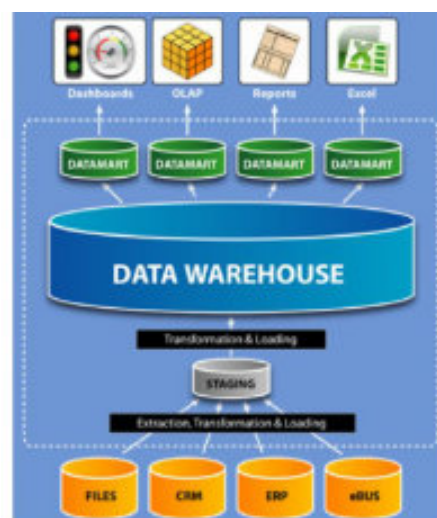 Dashboards OLAP Reports Excel
DATAMART DATAMART DATAMART DATAMART
DATA WAREHOUSE
Transformation & Loading
STAGING
Extraction, Transformation & Loading
FILES CRM ERP eBUS